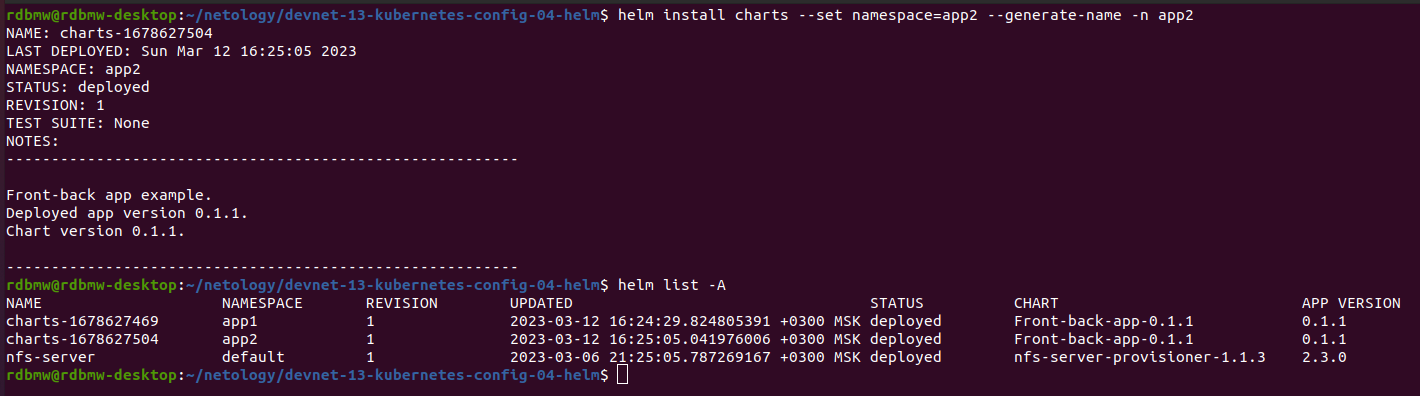 rdbmw@rdbmw-desktop:~/netology/devnet-13-kubernetes-config-04-helm$ helm install charts --set namespace=app2 --generate-name -n app2
NAME: charts-1678627504
LAST DEPLOYED: Sun Mar 12 16:25:05 2023
NAMESPACE: app2
STATUS: deployed
REVISION: 1
TEST SUITE: None
NOTES:
---------------------------------------------------------
Front-back app example.
Deployed app version 0.1.1.
Chart version 0.1.1.
---------------------------------------------------------
rdbmw@rdbmw-desktop:~/netology/devnet-13-kubernetes-config-04-helm$ helm list -A
NAME NAMESPACE REVISION UPDATED STATUS CHART APP VERSION
charts-1678627469 app1 1 2023-03-12 16:24:29.824805391 +0300 MSK deployed Front-back-app-0.1.1 0.1.1
charts-1678627504 app2 1 2023-03-12 16:25:05.041976006 +0300 MSK deployed Front-back-app-0.1.1 0.1.1
nfs-server default 1 2023-03-06 21:25:05.787269167 +0300 MSK deployed nfs-server-provisioner-1.1.3 2.3.0
rdbmw@rdbmw-desktop:~/netology/devnet-13-kubernetes-config-04-helm$